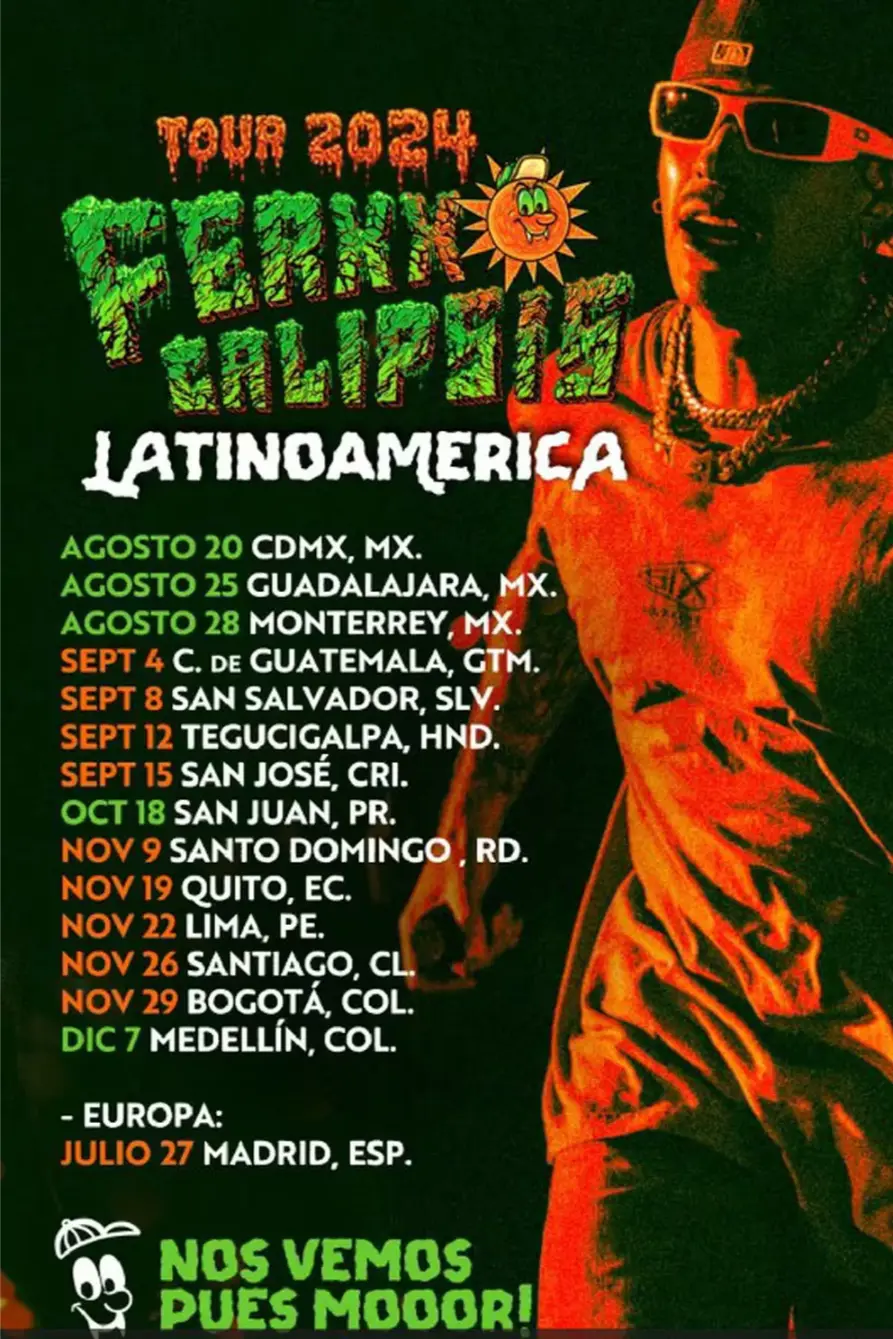 TOUR 2024
FERXXO
CALIPSIS
LATINOAMERICA
AGOSTO 20 CDMX, MX.
AGOSTO 25 GUADALAJARA, MX.
AGOSTO 28 MONTERREY, MX.
SEPT 4 C. DE GUATEMALA, GTM.
SEPT 8 SAN SALVADOR, SLV.
SEPT 12 TEGUCIGALPA, HND.
SEPT 15 SAN JOSÉ, CRI.
OCT 18 SAN JUAN, PR.
NOV 9 SANTO DOMINGO , RD.
NOV 19 QUITO, EC.
NOV 22 LIMA, PE.
NOV 26 SANTIAGO, CL.
NOV 29 BOGOTÁ, COL.
DIC 7 MEDELLÍN, COL.
- EUROPA:
JULIO 27 MADRID, ESP.
NOS VEMOS
PUES MOOOR!